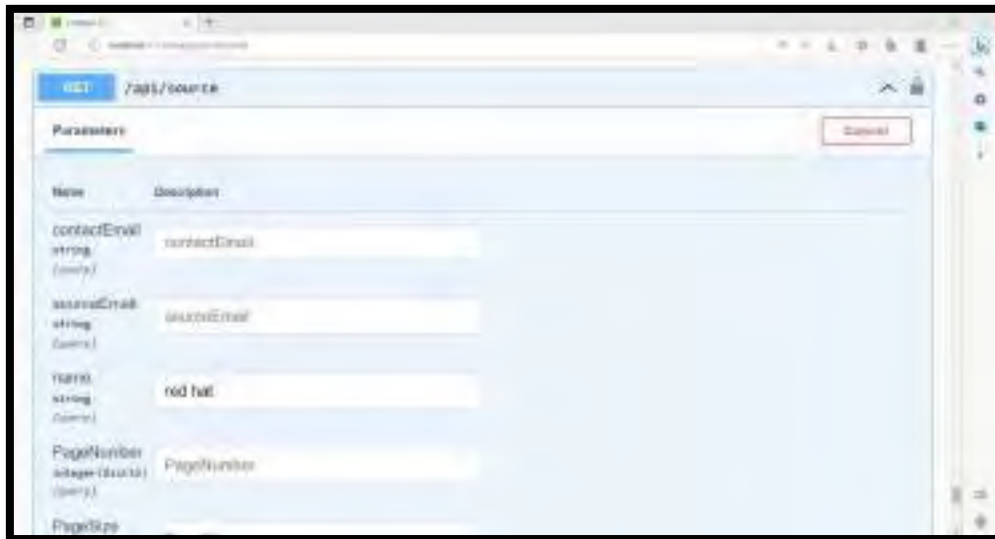 GET /api/source
Parameters
Cancel
Name Description
contactEmail
string
(query)
contactEmail
sourceEmail
string
(query)
sourceEmail
name
string
(query)
red hat
PageNumber
integer($int32)
(query)
PageNumber
PageSize